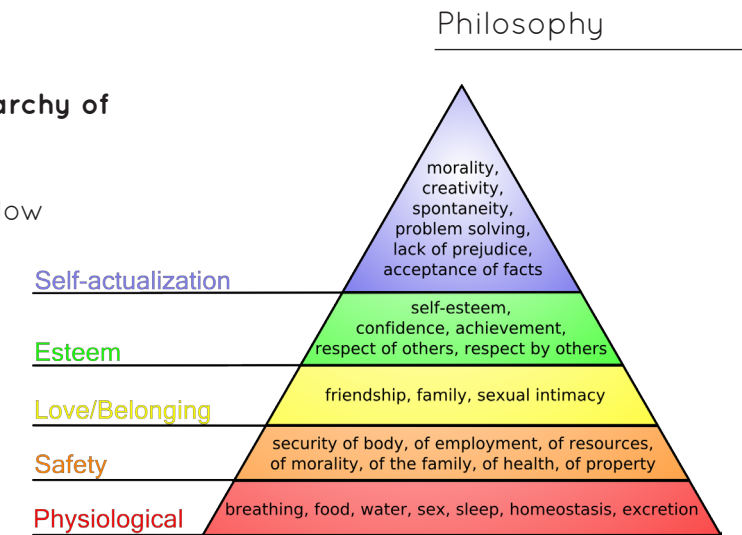 Philosophy
archy of
low
morality,
creativity,
spontaneity,
problem solving,
lack of prejudice,
acceptance of facts
Self-actualization
self-esteem,
confidence, achievement,
respect of others, respect by others
Esteem
friendship, family, sexual intimacy
Love/Belonging
security of body, of employment, of resources,
of morality, of the family, of health, of property
Safety
breathing, food, water, sex, sleep, homeostasis, excretion
Physiological